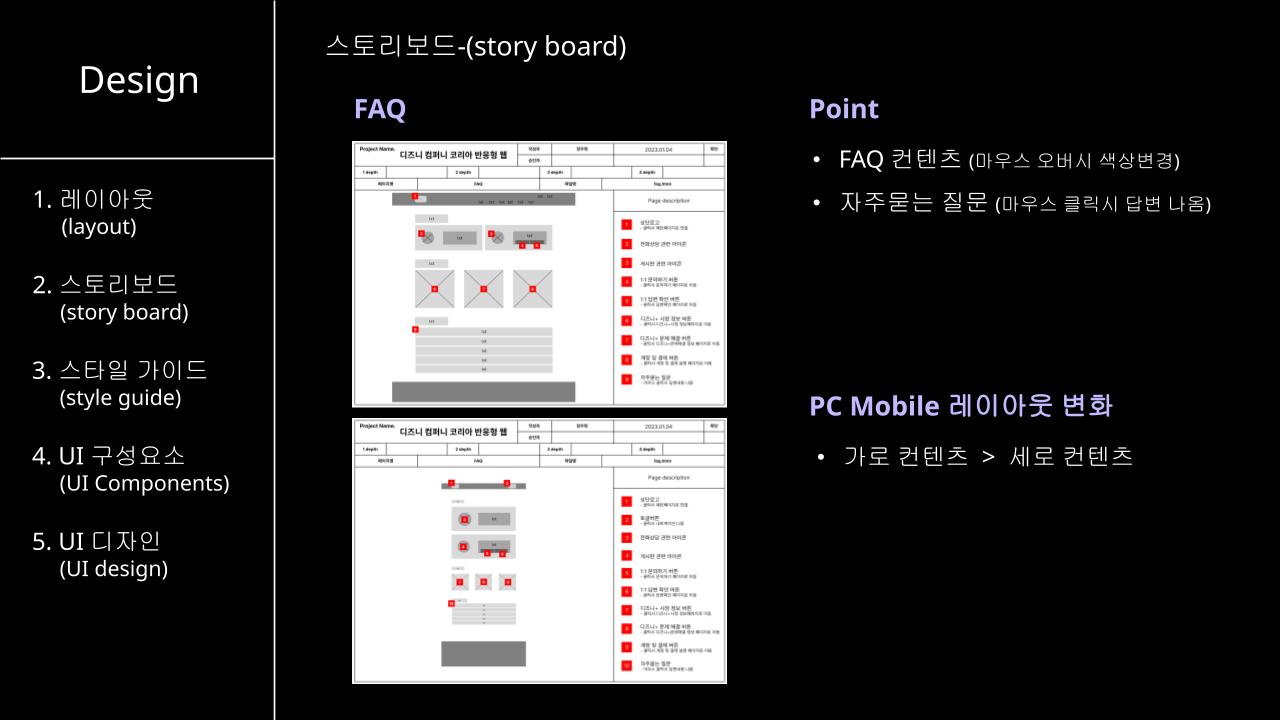 Design
1. 레이아웃
(layout)
2. 스토리보드
(story board)
3. 스타일 가이드
(style guide)
4. UI 구성요소
(UI Components)
5. UI 디자인
(UI design)
스토리보드-(story board)
FAQ
Project Name. 디즈니 컴퍼니 코리아 반응형 웹
작성자
2023.01.04
확인
승인자
1 depth
2 depth
3 depth
4 depth
페이지명
FAQ
파일명
faq.html
Page description
1 상단로고
2 전화상담 관련 아이콘
3 게시판 관련 아이콘
4 1:1 문의하기 버튼
5 1:1 답변 확인 버튼
6 디즈니+ 시청 정보 버튼
7 디즈니+ 문제 해결 버튼
8 계정 및 결제 버튼
9 자주묻는 질문
Project Name. 디즈니 컴퍼니 코리아 반응형 웹
작성자
2023.01.04
확인
승인자
1 depth
2 depth
3 depth
4 depth
페이지명
FAQ
파일명
faq.html
Page description
1 상단로고
2 토글버튼
3 전화상담 관련 아이콘
4 게시판 관련 아이콘
5 1:1 문의하기 버튼
6 1:1 답변 확인 버튼
7 디즈니+ 시청 정보 버튼
8 디즈니+ 문제 해결 버튼
9 계정 및 결제 버튼
10 자주묻는 질문
Point
• FAQ 컨텐츠 (마우스 오버시 색상변경)
• 자주묻는 질문 (마우스 클릭시 답변 나옴)
PC Mobile 레이아웃 변화
• 가로 컨텐츠 > 세로 컨텐츠